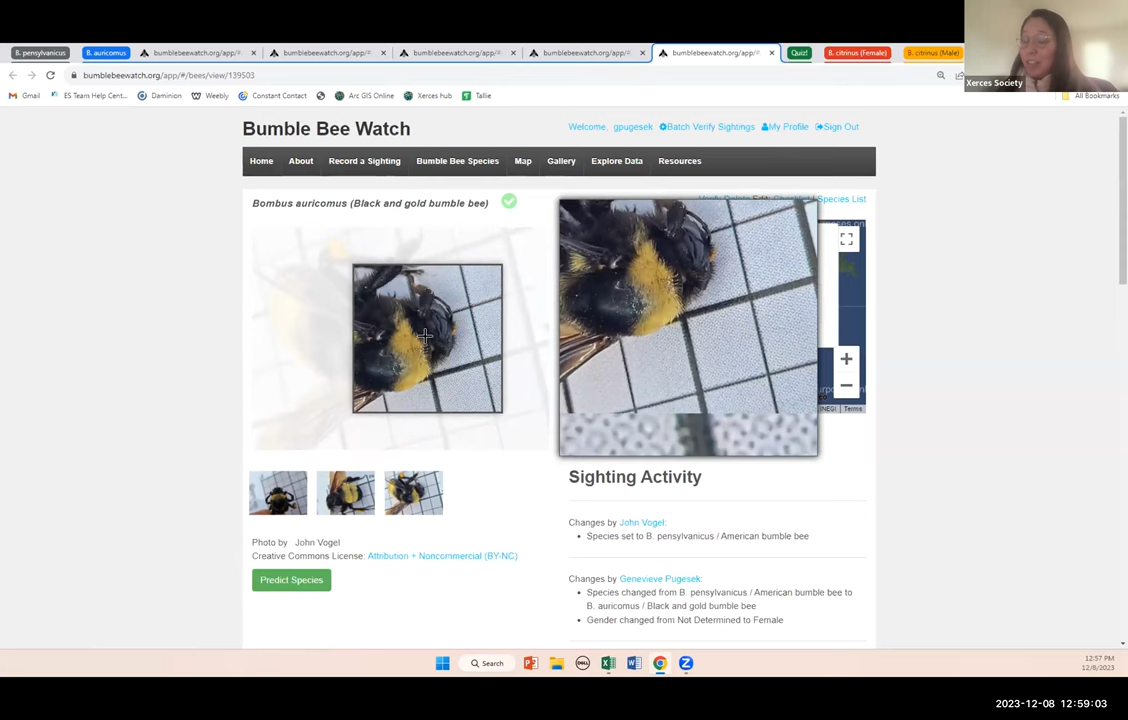 B. pensylvanicus B. auricomus bumblebeewatch.org/app/# bumblebeewatch.org/app/# bumblebeewatch.org/app/# bumblebeewatch.org/app/# bumblebeewatch.org/app/# Quiz! B. citrinus (Female) B. citrinus (Male)
bumblebeewatch.org/app/#/bees/view/139503
Xerces Society
Gmail ES Team Help Cent... Daminion Weebly Constant Contact Arc GIS Online Xerces hub Tallie All Bookmarks
Bumble Bee Watch
Welcome, gpugesek Batch Verify Sightings My Profile Sign Out
Home About Record a Sighting Bumble Bee Species Map Gallery Explore Data Resources
Bombus auricomus (Black and gold bumble bee)
Species List
Terms
Sighting Activity
Changes by John Vogel:
Species set to B. pensylvanicus / American bumble bee
Photo by John Vogel
Creative Commons License: Attribution + Noncommercial (BY-NC)
Predict Species
Changes by Genevieve Pugesek:
Species changed from B. pensylvanicus / American bumble bee to
B. auricomus / Black and gold bumble bee
Gender changed from Not Determined to Female
Search
12:57 PM
12/8/2023
2023-12-08 12:59:03